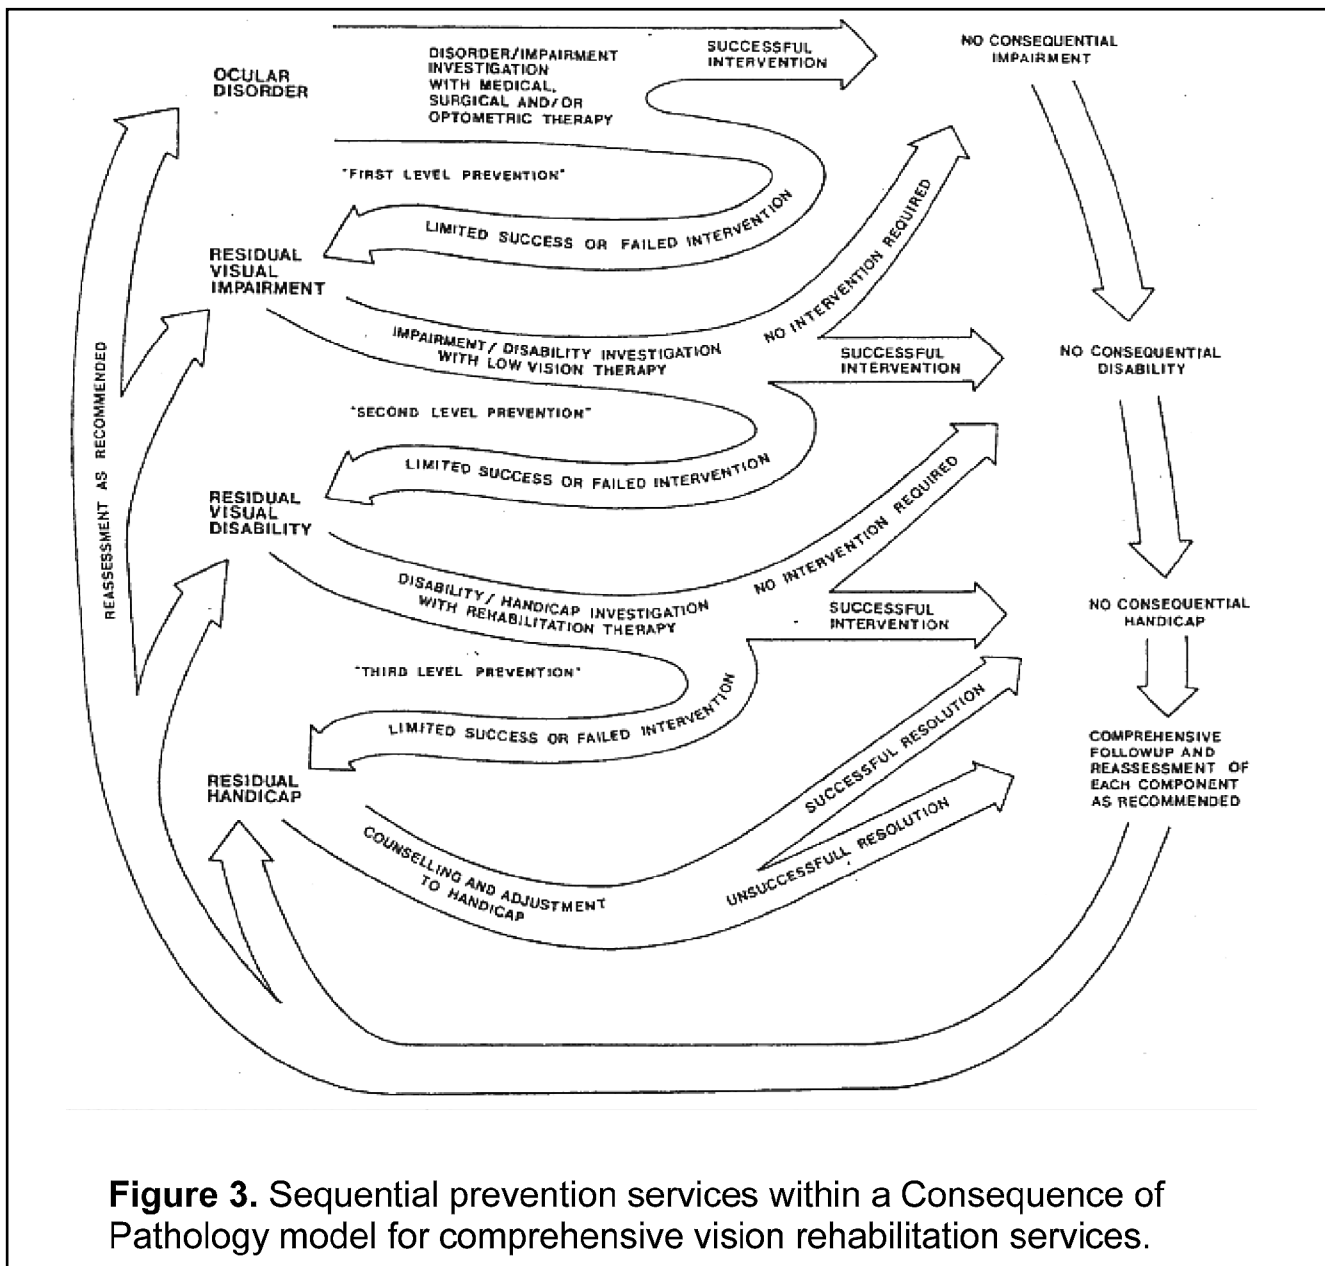 OCULAR
DISORDER
DISORDER/IMPAIRMENT
INVESTIGATION
WITH MEDICAL,
SURGICAL AND/OR
OPTOMETRIC THERAPY
SUCCESSFUL
INTERVENTION
NO CONSEQUENTIAL
IMPAIRMENT
"FIRST LEVEL PREVENTION"
LIMITED SUCCESS OR FAILED INTERVENTION
NO INTERVENTION REQUIRED
RESIDUAL
VISUAL
IMPAIRMENT
IMPAIRMENT/ DISABILITY INVESTIGATION
WITH LOW VISION THERAPY
SUCCESSFUL
INTERVENTION
NO CONSEQUENTIAL
DISABILITY
"SECOND LEVEL PREVENTION"
LIMITED SUCCESS OR FAILED INTERVENTION
NO INTERVENTION REQUIRED
REASSESSMENT AS RECOMMENDED
RESIDUAL
VISUAL
DISABILITY
DISABILITY/ HANDICAP INVESTIGATION
WITH REHABILITATION THERAPY
SUCCESSFUL
INTERVENTION
NO CONSEQUENTIAL
HANDICAP
"THIRD LEVEL PREVENTION"
LIMITED SUCCESS OR FAILED INTERVENTION
RESIDUAL
HANDICAP
COUNSELLING AND ADJUSTMENT
TO HANDICAP
SUCCESSFUL RESOLUTION
UNSUCCESSFULL RESOLUTION
COMPREHENSIVE
FOLLOWUP AND
REASSESSMENT OF
EACH COMPONENT
AS RECOMMENDED
Figure 3. Sequential prevention services within a Consequence of
Pathology model for comprehensive vision rehabilitation services.